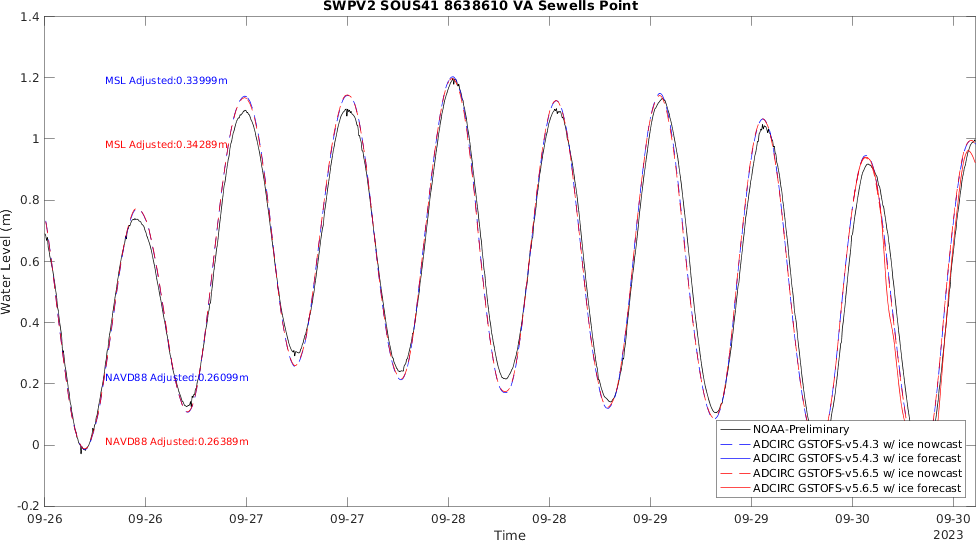 SWPV2 SOUS41 8638610 VA Sewells Point
1.4
1.2
1
0.8
0.6
0.4
0.2
0
-0.2
Water Level (m)
MSL Adjusted:0.33999m
MSL Adjusted:0.34289m
NAVD88 Adjusted:0.26099m
NAVD88 Adjusted:0.26389m
NOAA-Preliminary
ADCIRC GSTOFS-v5.4.3 w/ ice nowcast
ADCIRC GSTOFS-v5.4.3 w/ ice forecast
ADCIRC GSTOFS-v5.6.5 w/ ice nowcast
ADCIRC GSTOFS-v5.6.5 w/ ice forecast
09-26 09-26 09-27 09-27 09-28 09-28 09-29 09-29 09-30 09-30
Time
2023